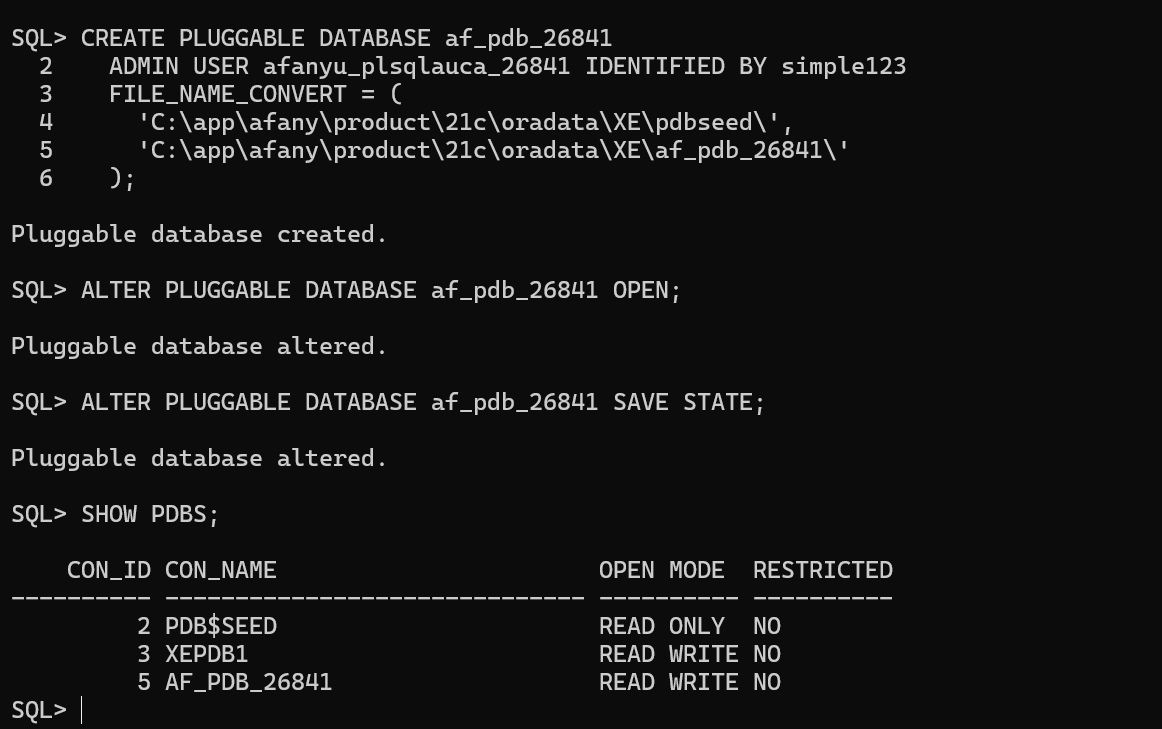 SQL> CREATE PLUGGABLE DATABASE af_pdb_26841
  2    ADMIN USER afanyu_plsqlauca_26841 IDENTIFIED BY simple123
  3    FILE_NAME_CONVERT = (
  4      'C:\app\afany\product\21c\oradata\XE\pdbseed\',
  5      'C:\app\afany\product\21c\oradata\XE\af_pdb_26841\'
  6    );
Pluggable database created.
SQL> ALTER PLUGGABLE DATABASE af_pdb_26841 OPEN;
Pluggable database altered.
SQL> ALTER PLUGGABLE DATABASE af_pdb_26841 SAVE STATE;
Pluggable database altered.
SQL> SHOW PDBS;
    CON_ID CON_NAME                       OPEN MODE  RESTRICTED
---------- ------------------------------ ---------- ----------
         2 PDB$SEED                       READ ONLY  NO
         3 XEPDB1                         READ WRITE NO
         5 AF_PDB_26841                   READ WRITE NO
SQL>